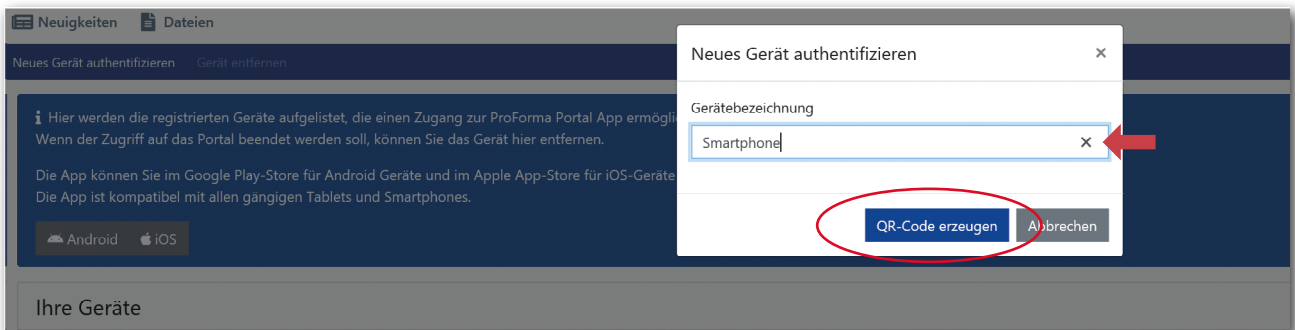 Neuigkeiten Dateien
Neues Gerät authentifizieren Gerät entfernen
Hier werden die registrierten Geräte aufgelistet, die einen Zugang zur ProForma Portal App
Wenn der Zugriff auf das Portal beendet werden soll, können Sie das Gerät hier entfernen.
Die App können Sie im Google Play-Store für Android Geräte und im Apple App-Store für iOS-Geräte
Die App ist kompatibel mit allen gängigen Tablets und Smartphones.
Android iOS
Ihre Geräte
Neues Gerät authentifizieren ×
Gerätebezeichnung
Smartphone ×
QR-Code erzeugen Abbrechen